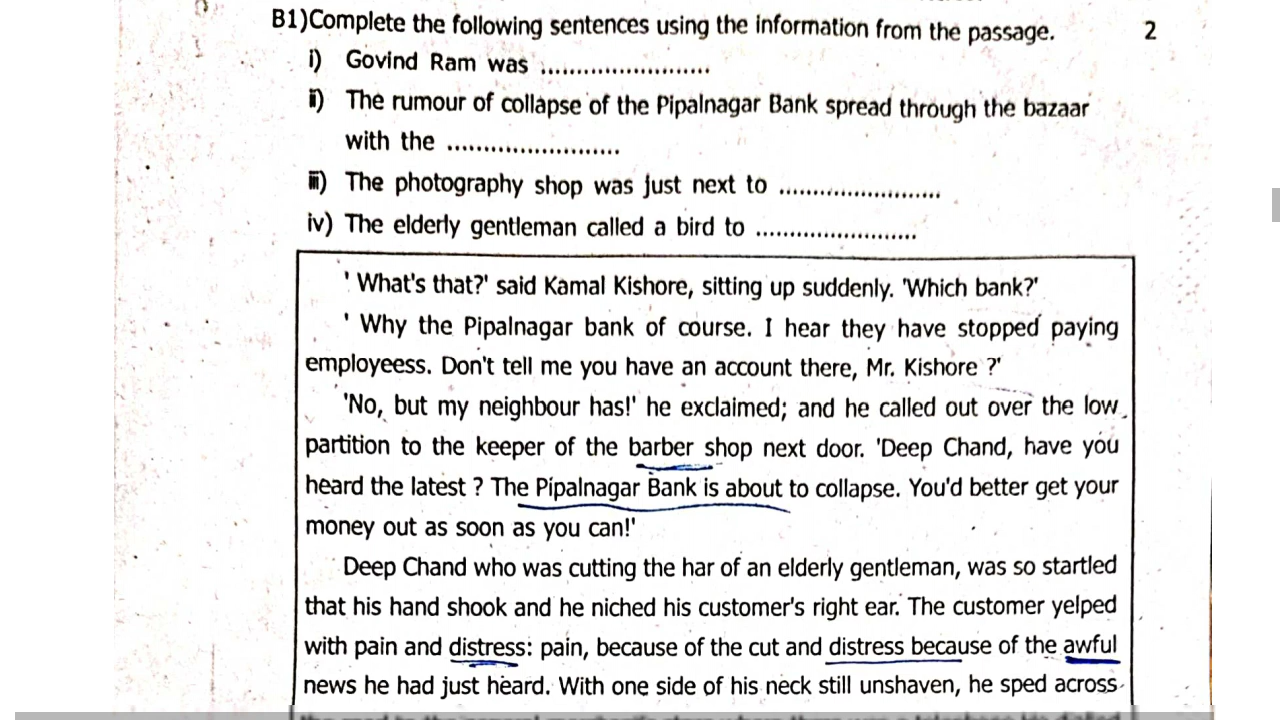 B1)Complete the following sentences using the information from the passage. 2
i) Govind Ram was ........................
ii) The rumour of collapse of the Pipalnagar Bank spread through the bazaar
with the ........................
iii) The photography shop was just next to ........................
iv) The elderly gentleman called a bird to ........................
' What's that?' said Kamal Kishore, sitting up suddenly. 'Which bank?'
' Why the Pipalnagar bank of course. I hear they have stopped paying
employeess. Don't tell me you have an account there, Mr. Kishore ?'
'No, but my neighbour has!' he exclaimed; and he called out over the low
partition to the keeper of the barber shop next door. 'Deep Chand, have you
heard the latest ? The Pipalnagar Bank is about to collapse. You'd better get your
money out as soon as you can!'
Deep Chand who was cutting the har of an elderly gentleman, was so startled
that his hand shook and he niched his customer's right ear. The customer yelped
with pain and distress: pain, because of the cut and distress because of the awful
news he had just heard. With one side of his neck still unshaven, he sped across